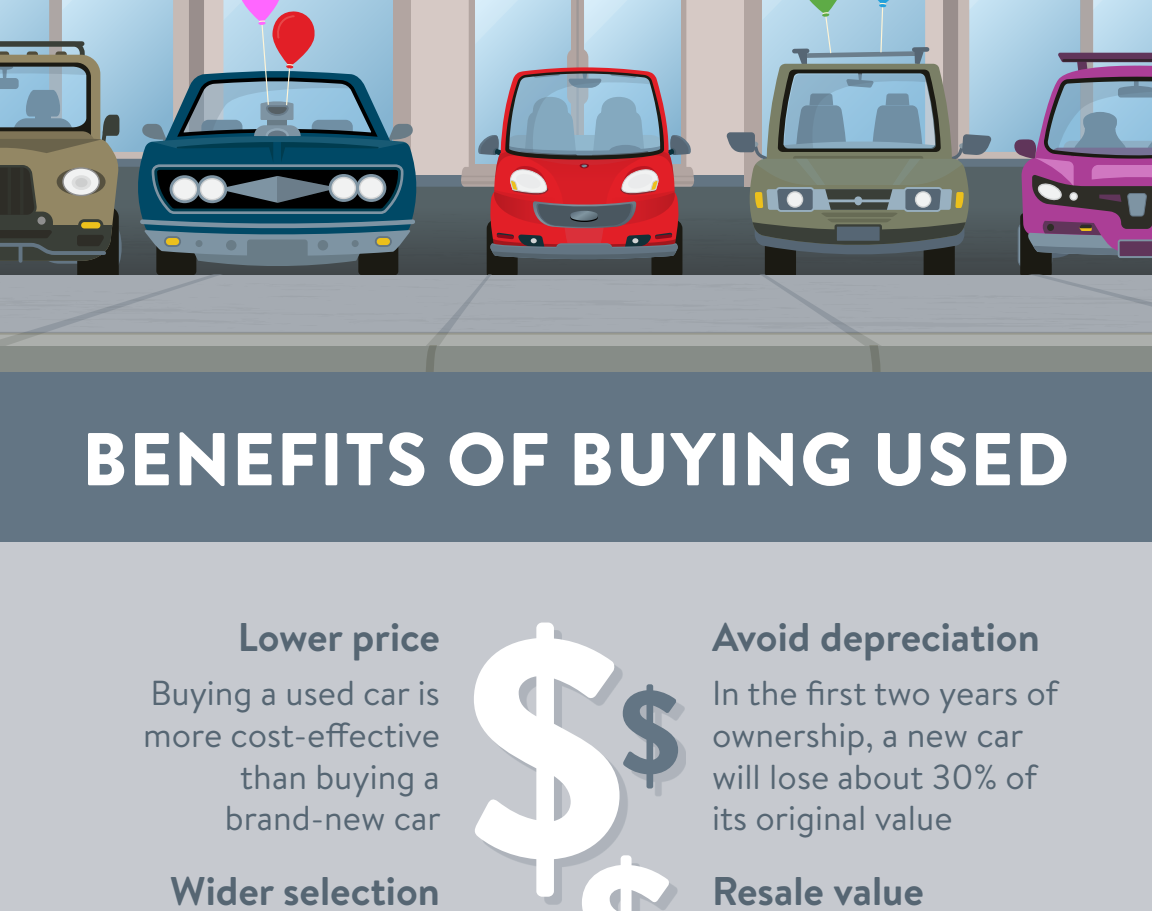 BENEFITS OF BUYING USED
Lower price
Buying a used car is
more cost-effective
than buying a
brand-new car
Avoid depreciation
In the first two years of
ownership, a new car
will lose about 30% of
its original value
Wider selection
Resale value